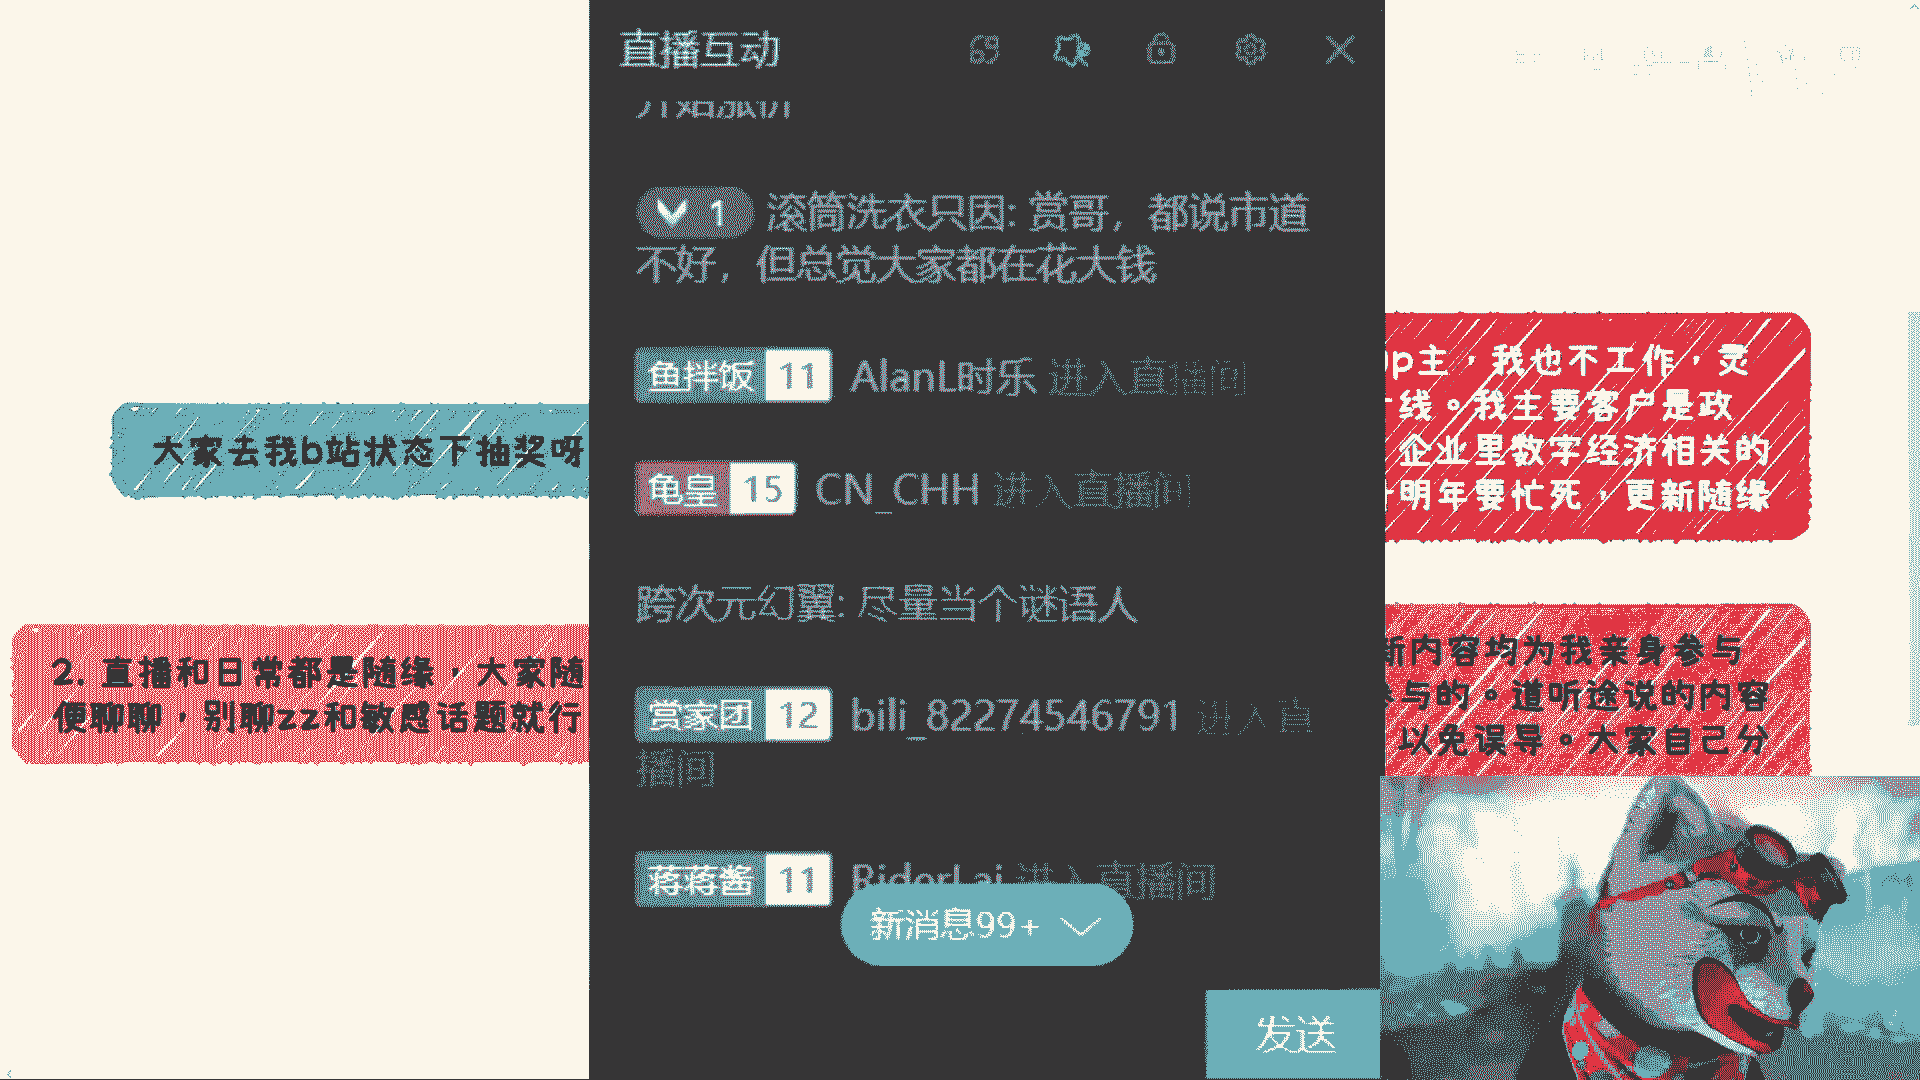 直播互动
1 滚筒洗衣只因: 赏哥，都说市道
不好，但总觉大家都在花大钱
鱼拌饭 11 AlanL时乐 进入直播间
龟皇 15 CN_CHH 进入直播间
跨次元幻翼: 尽量当个谜语人
赏家团 12 bili_82274546791 进入直
播间
蒋蒋酱 11 RiderLai 进入直播间
新消息99+
发送
大家去我b站状态下抽奖呀
2. 直播和日常都是随缘，大家随
便聊聊，别聊zz和敏感话题就行
up主，我也不工作，灵
线。我主要客户是政
企业里数字经济相关的
明年要忙死，更新随缘
新内容均为我亲身参与
参与的。道听途说的内容
以免误导。大家自己分